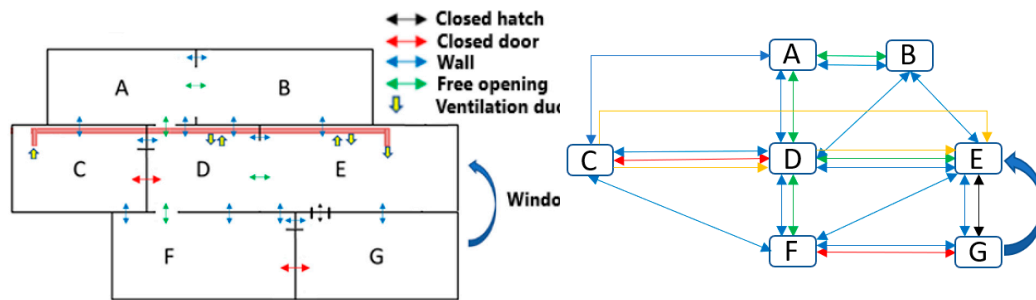 Closed hatch
Closed door
Wall
Free opening
Ventilation duc
A
B
C
D
E
F
G
Windo
A
B
C
D
E
F
G